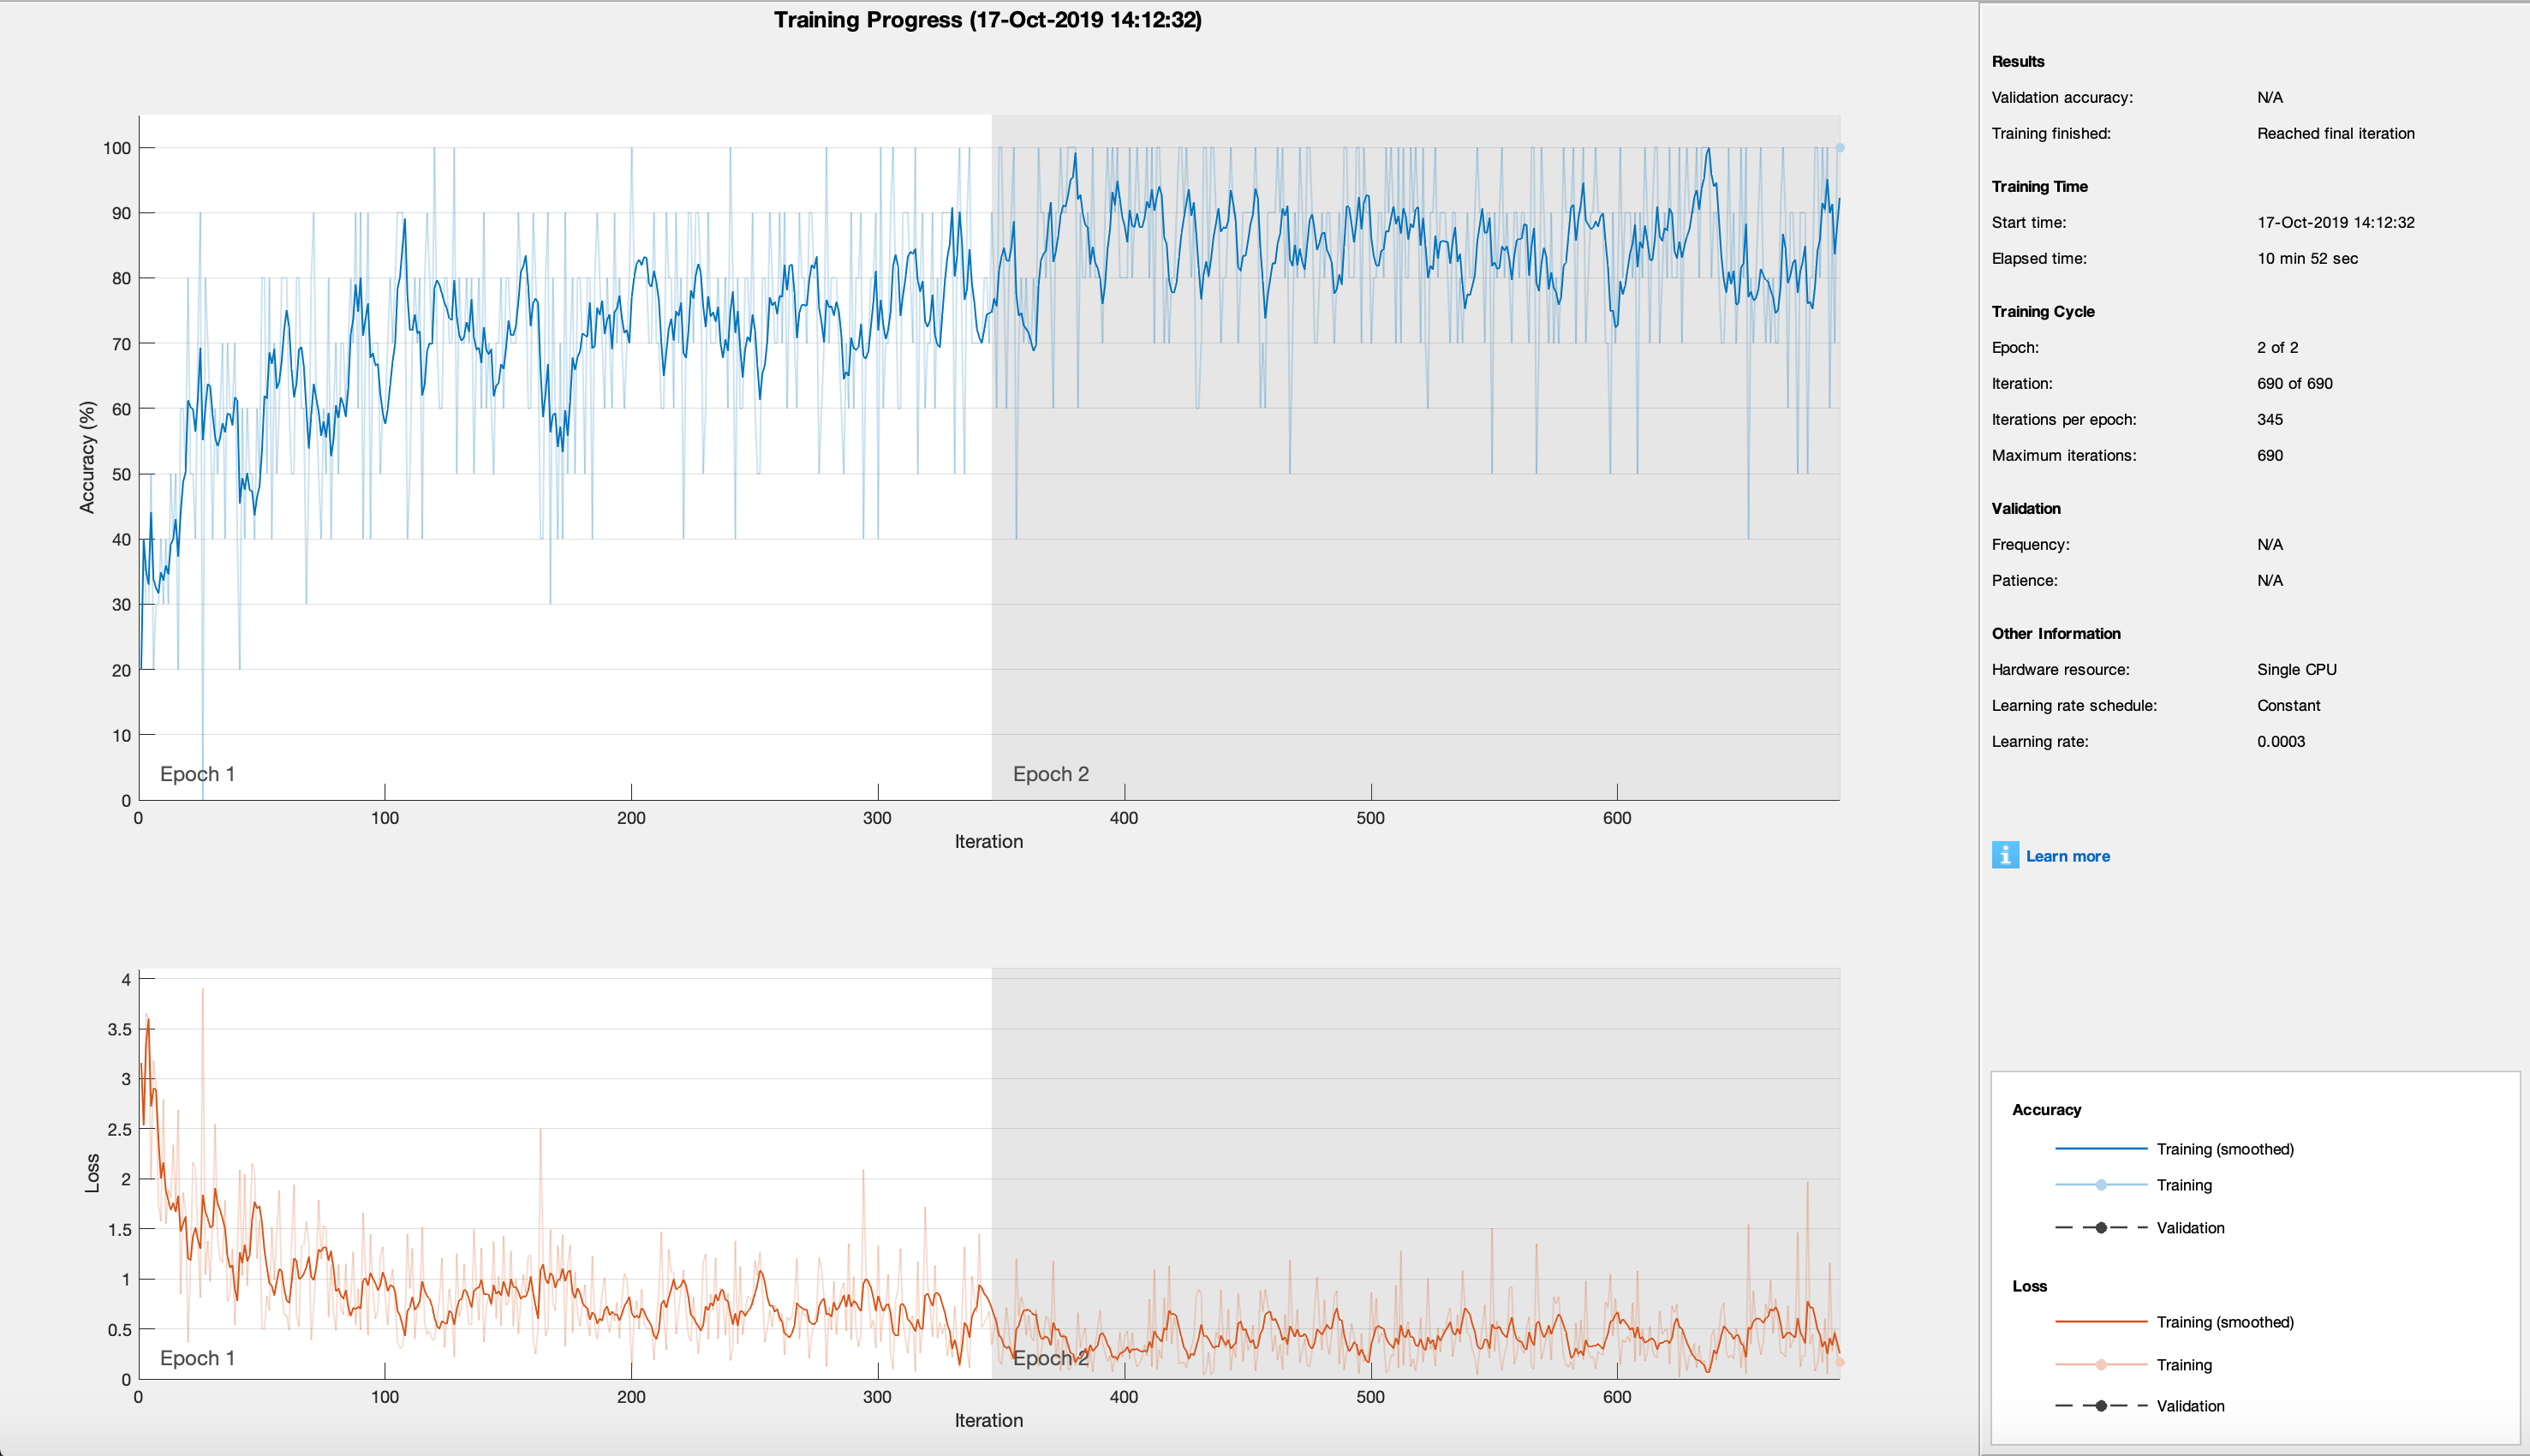 Training Progress (17-Oct-2019 14:12:32)
100
90
80
70
60
50
40
30
20
10
0
Accuracy (%)
Epoch 1
Epoch 2
0 100 200 300 400 500 600
Iteration
4
3.5
3
2.5
2
1.5
1
0.5
0
Loss
Epoch 1
Epoch 2
0 100 200 300 400 500 600
Iteration
Results
Validation accuracy: N/A
Training finished: Reached final iteration
Training Time
Start time: 17-Oct-2019 14:12:32
Elapsed time: 10 min 52 sec
Training Cycle
Epoch: 2 of 2
Iteration: 690 of 690
Iterations per epoch: 345
Maximum iterations: 690
Validation
Frequency: N/A
Patience: N/A
Other Information
Hardware resource: Single CPU
Learning rate schedule: Constant
Learning rate: 0.0003
i Learn more
Accuracy
Training (smoothed)
Training
Validation
Loss
Training (smoothed)
Training
Validation